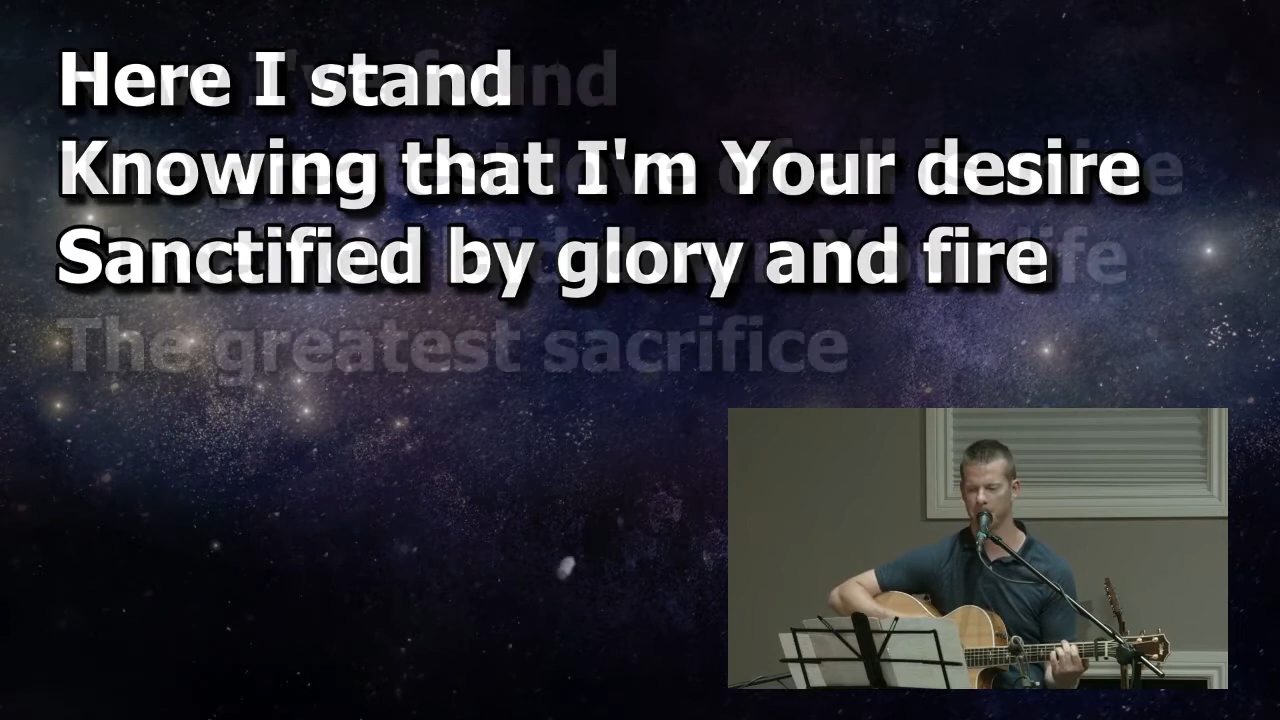 Here I stand
Knowing that I'm Your desire
Sanctified by glory and fire
The greatest sacrifice